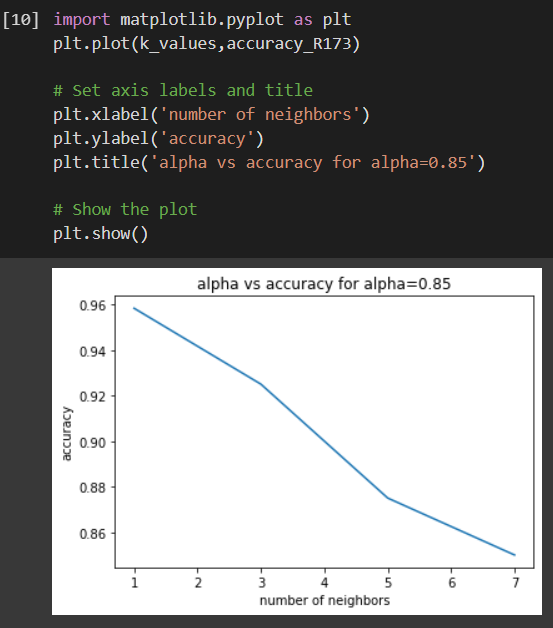 [10] import matplotlib.pyplot as plt
plt.plot(k_values,accuracy_R173)
# Set axis labels and title
plt.xlabel('number of neighbors')
plt.ylabel('accuracy')
plt.title('alpha vs accuracy for alpha=0.85')
# Show the plot
plt.show()
alpha vs accuracy for alpha=0.85
0.96
0.94
0.92
0.90
0.88
0.86
accuracy
1 2 3 4 5 6 7
number of neighbors